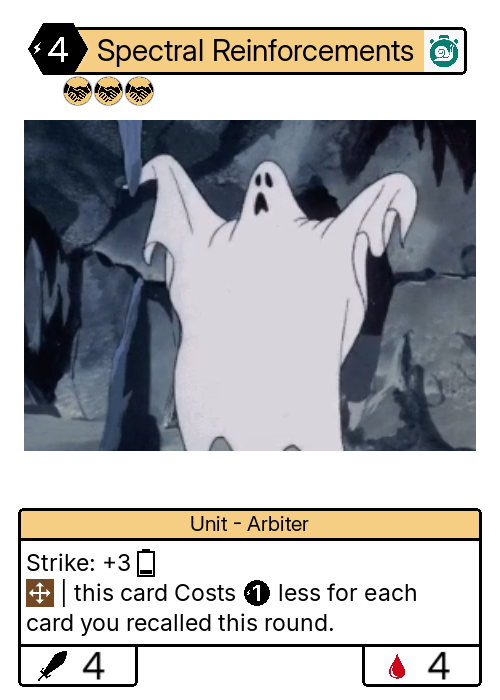 4 Spectral Reinforcements
Unit - Arbiter
Strike: +3
| this card Costs 1 less for each
card you recalled this round.
4 4